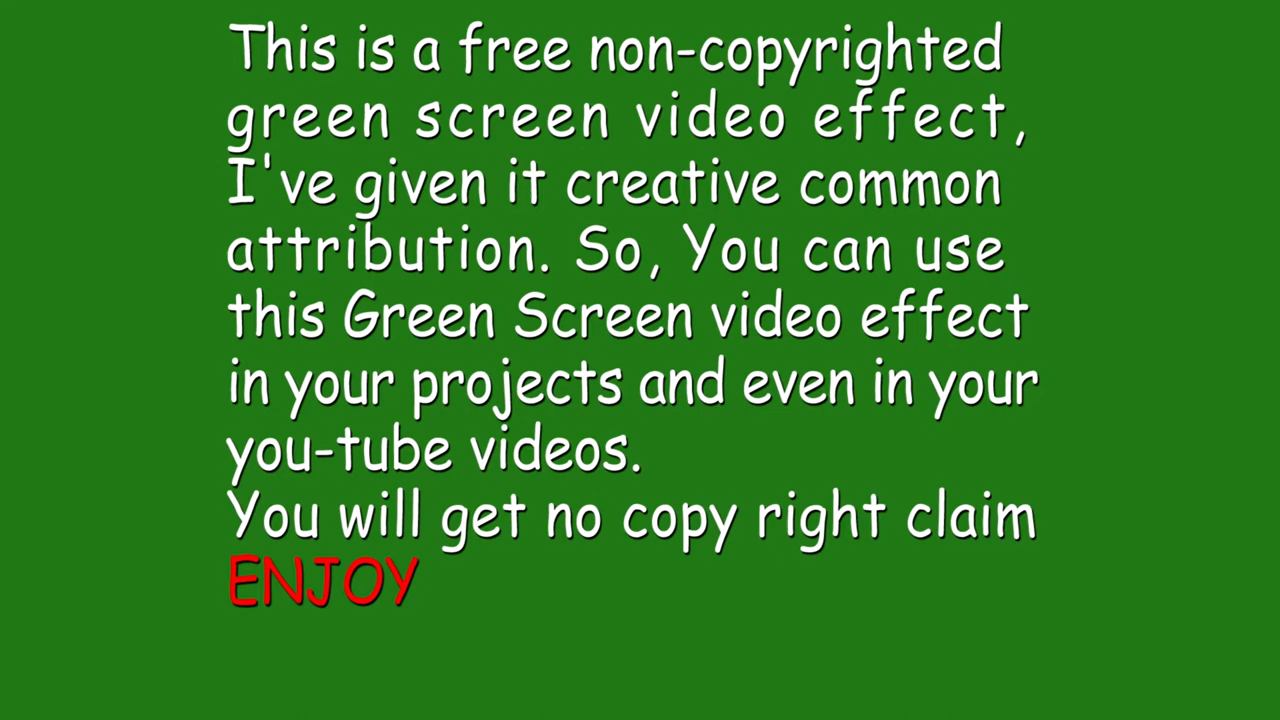 This is a free non-copyrighted
green screen video effect,
I've given it creative common
attribution. So, You can use
this Green Screen video effect
in your projects and even in your
you-tube videos.
You will get no copy right claim
ENJOY